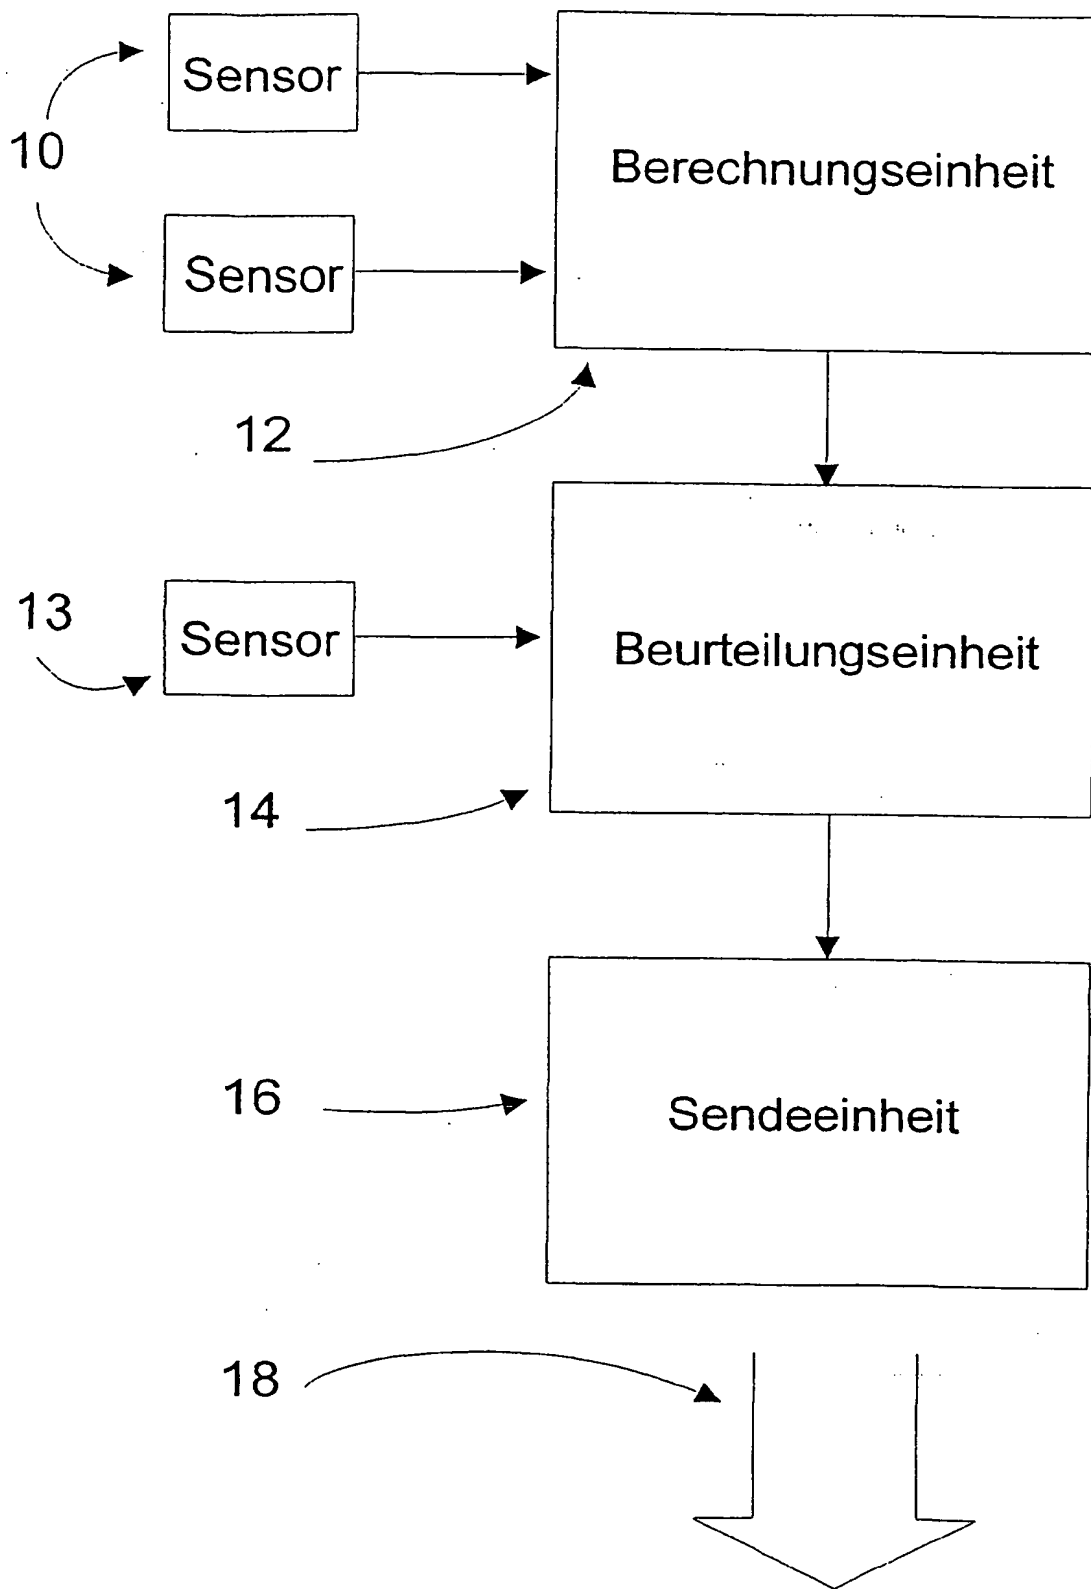 Sensor
10
Berechnungseinheit
Sensor
12
13
Sensor
Beurteilungseinheit
14
16
Sendeeinheit
18